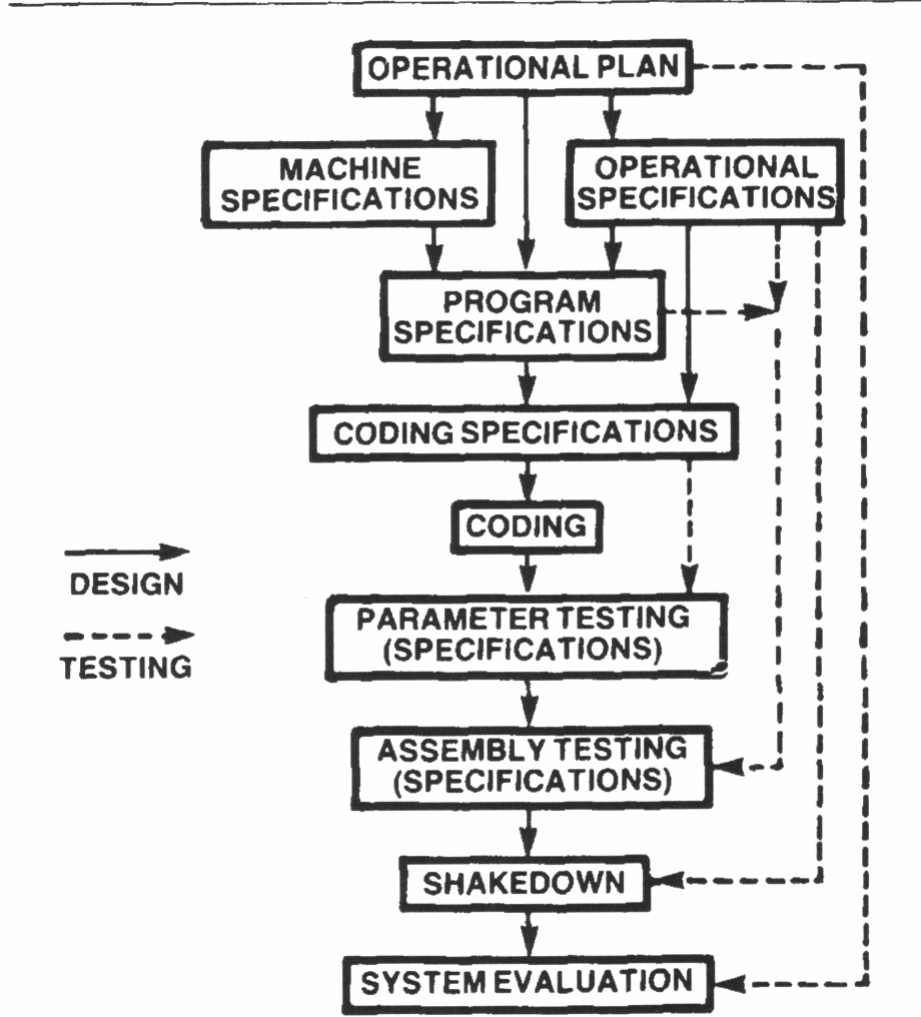 OPERATIONAL PLAN
MACHINE
SPECIFICATIONS
OPERATIONAL
SPECIFICATIONS
PROGRAM
SPECIFICATIONS
CODING SPECIFICATIONS
CODING
DESIGN
TESTING
PARAMETER TESTING
(SPECIFICATIONS)
ASSEMBLY TESTING
(SPECIFICATIONS)
SHAKEDOWN
SYSTEM EVALUATION